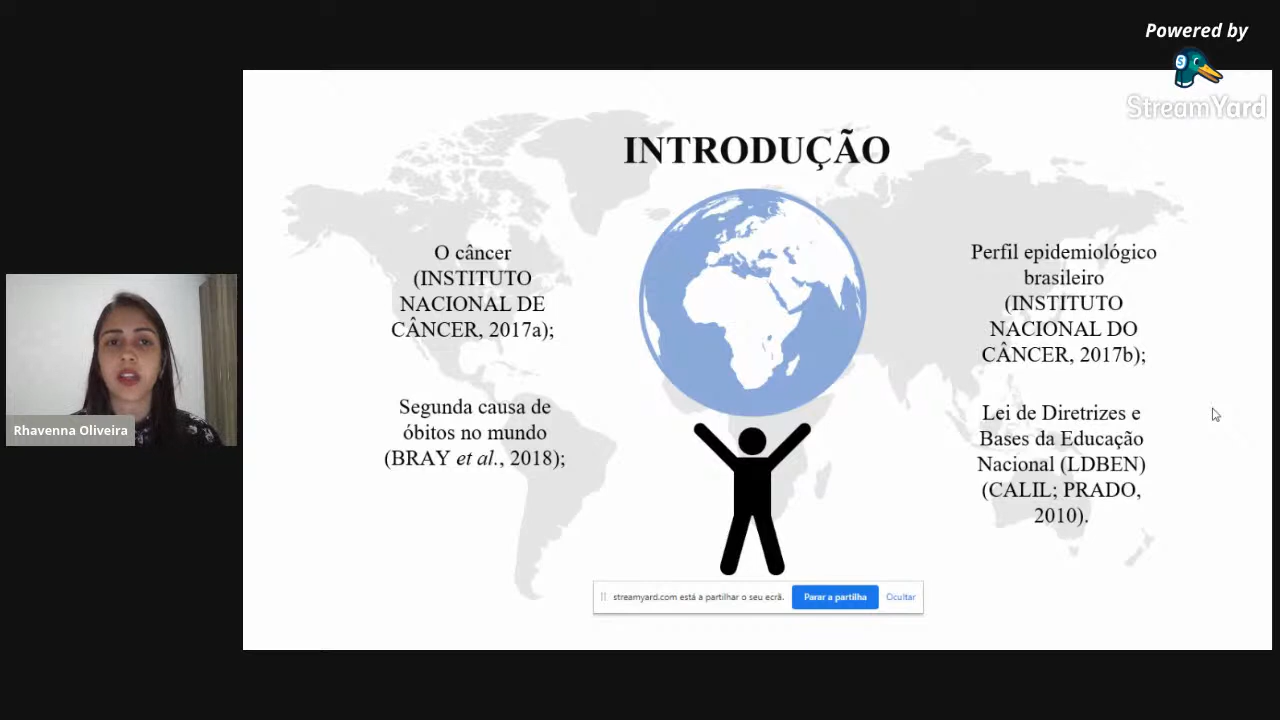 Powered by
StreamYard
INTRODUÇÃO
O câncer
(INSTITUTO
NACIONAL DE
CÂNCER, 2017a);
Segunda causa de
óbitos no mundo
(BRAY et al., 2018);
Perfil epidemiológico
brasileiro
(INSTITUTO
NACIONAL DO
CÂNCER, 2017b);
Lei de Diretrizes e
Bases da Educação
Nacional (LDBEN)
(CALIL; PRADO,
2010).
Rhavenna Oliveira
streamyard.com está a partilhar o seu ecrã. Parar a partilha Ocultar